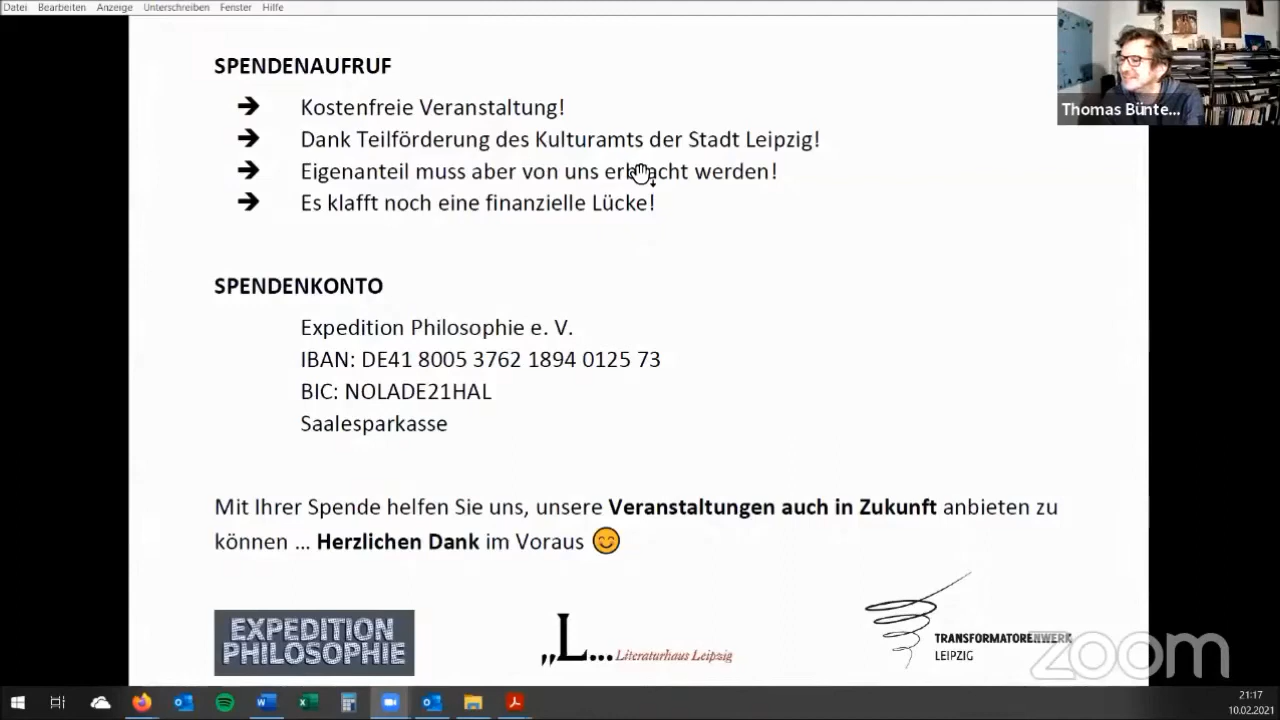 Datei Bearbeiten Anzeige Unterschreiben Fenster Hilfe
SPENDENAUFRUF
➔ Kostenfreie Veranstaltung!
➔ Dank Teilförderung des Kulturamts der Stadt Leipzig!
➔ Eigenanteil muss aber von uns erbracht werden!
➔ Es klafft noch eine finanzielle Lücke!
Thomas Bünte...
SPENDENKONTO
Expedition Philosophie e. V.
IBAN: DE41 8005 3762 1894 0125 73
BIC: NOLADE21HAL
Saalesparkasse
Mit Ihrer Spende helfen Sie uns, unsere Veranstaltungen auch in Zukunft anbieten zu
können ... Herzlichen Dank im Voraus 😊
EXPEDITION
PHILOSOPHIE
„L... Literaturhaus Leipzig
TRANSFORMATORENWERK
LEIPZIG
zoom
21:17
10.02.2021